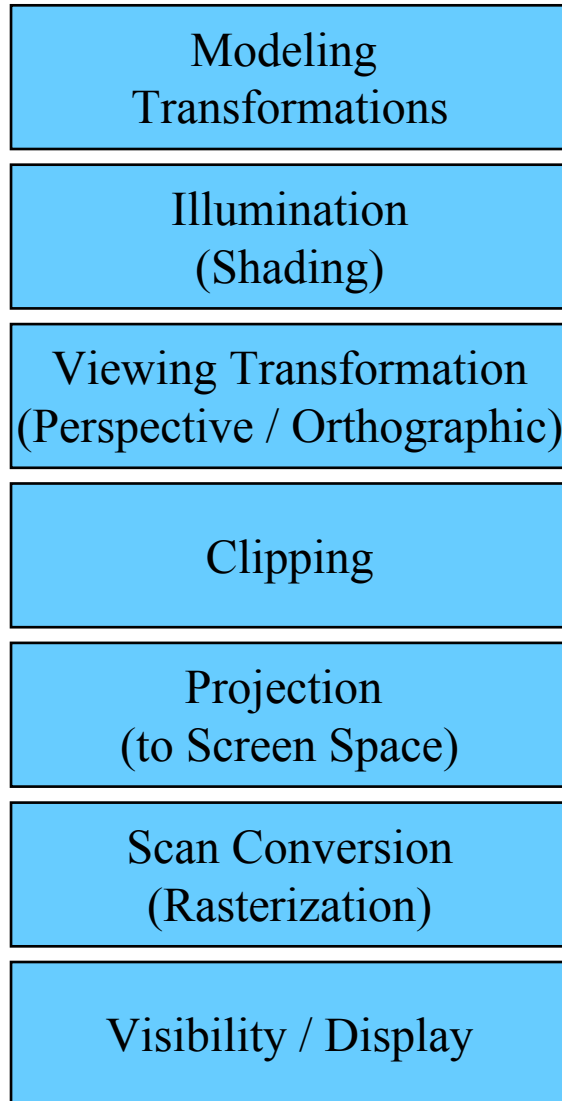 Modeling
Transformations
Illumination
(Shading)
Viewing Transformation
(Perspective / Orthographic)
Clipping
Projection
(to Screen Space)
Scan Conversion
(Rasterization)
Visibility / Display